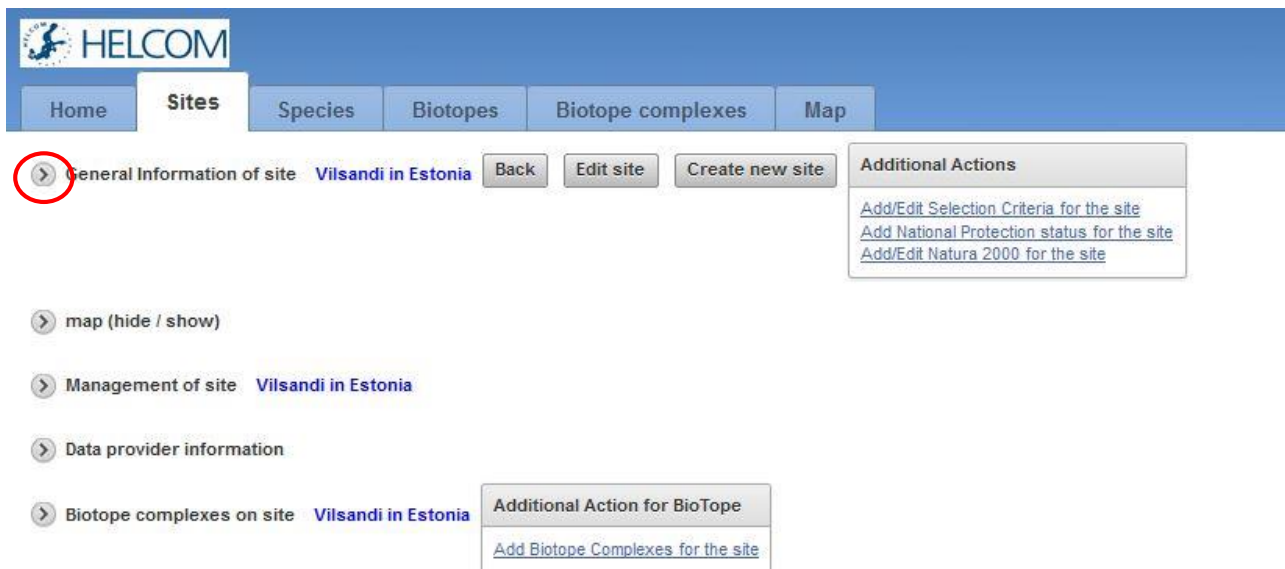 HELCOM
Home Sites Species Biotopes Biotope complexes Map
General Information of site Vilsandi in Estonia Back Edit site Create new site Additional Actions
Add/Edit Selection Criteria for the site
Add National Protection status for the site
Add/Edit Natura 2000 for the site
map (hide / show)
Management of site Vilsandi in Estonia
Data provider information
Biotope complexes on site Vilsandi in Estonia Additional Action for BioTope
Add Biotope Complexes for the site